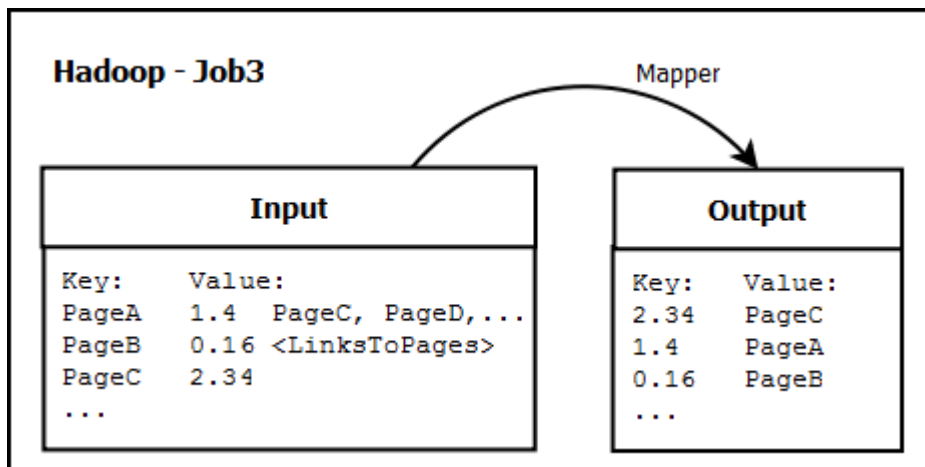 Hadoop - Job3
Mapper
Input
Key: Value:
PageA 1.4 PageC, PageD,...
PageB 0.16 <LinksToPages>
PageC 2.34
...
Output
Key: Value:
2.34 PageC
1.4 PageA
0.16 PageB
...